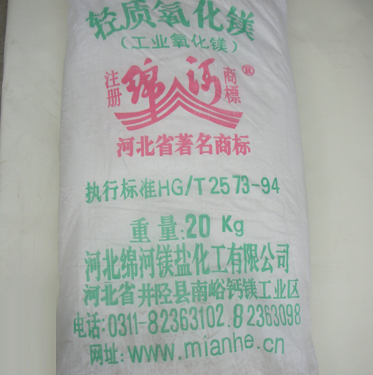 轻质氧化镁
(工业氧化镁)
注册 绵河 商標®
河北省著名商标
执行标准HG/T2573-94
重量:20Kg
河北绵河镁盐化工有限公司
河北省井陉县南峪钙镁工业区
电话:0311-82363102.82363098
网址:www.mianhe.cn